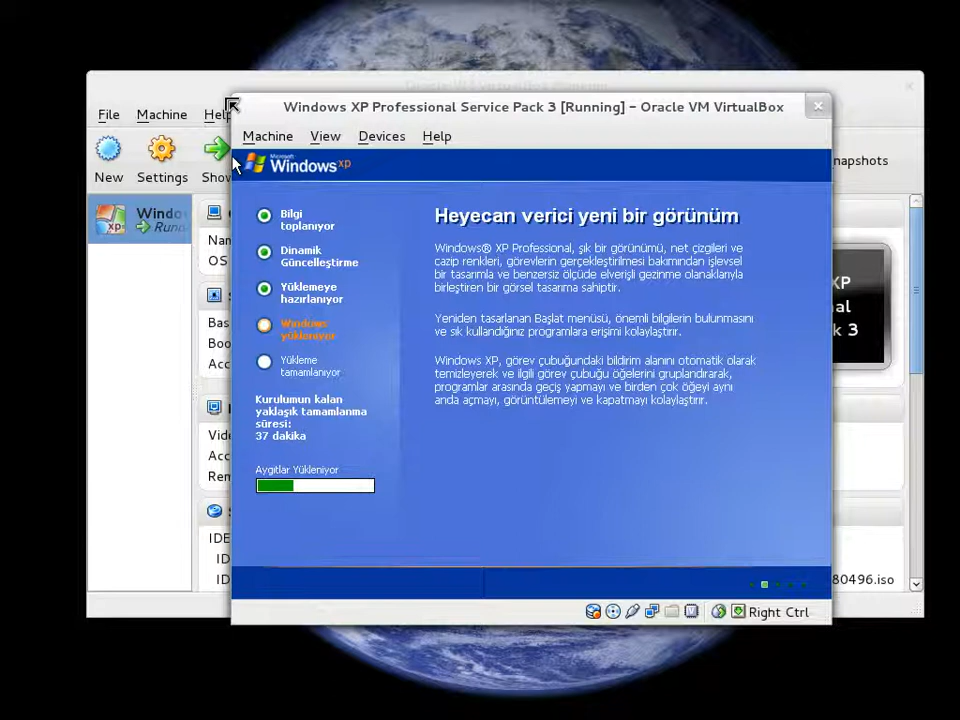 Windows XP Professional Service Pack 3 [Running] - Oracle VM VirtualBox
File Machine Help
Machine View Devices Help
New Settings Show
napshots
Microsoft
Windows xp
Windo
Runn
Nam
OS
Bas
Boo
Acc
Vide
Acc
Rem
IDE
ID
ID
Bilgi
toplanıyor
Dinamik
Güncelleştirme
Yüklemeye
hazırlanıyor
Windows
yükleniyor
Yükleme
tamamlanıyor
Kurulumun kalan
yaklaşık tamamlanma
süresi:
37 dakika
Aygıtlar Yükleniyor
Heyecan verici yeni bir görünüm
Windows® XP Professional, şık bir görünümü, net çizgileri ve
cazip renkleri, görevlerin gerçekleştirilmesi bakımından işlevsel
bir tasarımla ve benzersiz ölçüde elverişli gezinme olanaklarıyla
birleştiren bir görsel tasarıma sahiptir.
Yeniden tasarlanan Başlat menüsü, önemli bilgilerin bulunmasını
ve sık kullandığınız programlara erişimi kolaylaştırır.
Windows XP, görev çubuğundaki bildirim alanını otomatik olarak
temizleyerek ve ilgili görev çubuğu öğelerini gruplandırarak,
programlar arasında geçiş yapmayı ve birden çok öğeyi aynı
anda açmayı, görüntülemeyi ve kapatmayı kolaylaştırır.
XP
nal
k 3
80496.iso
Right Ctrl